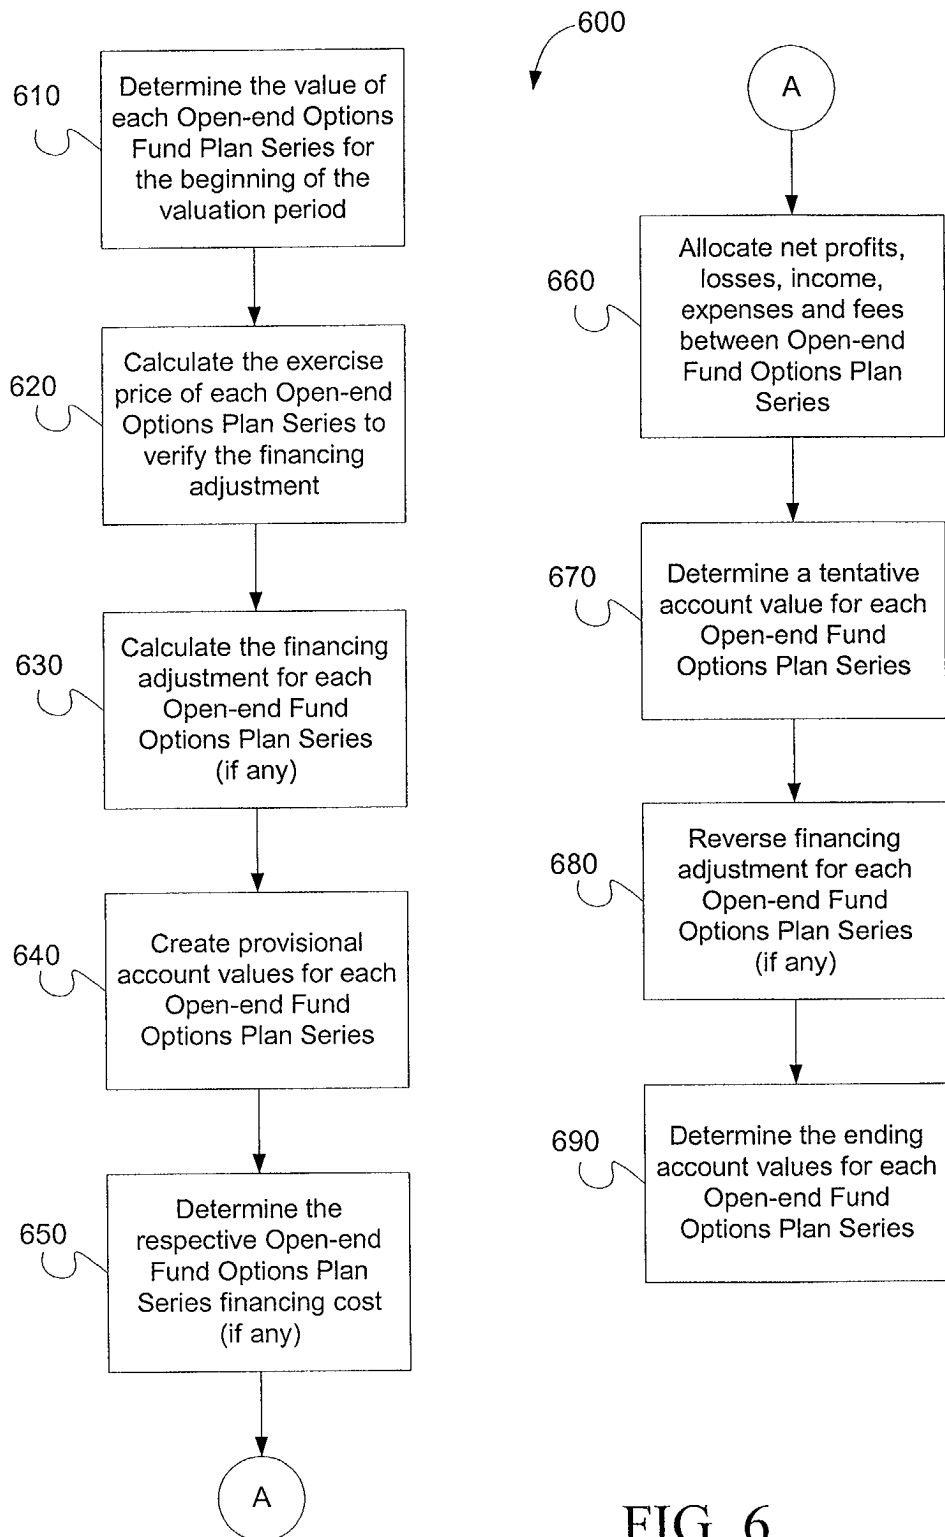 600
610
Determine the value of
each Open-end Options
Fund Plan Series for
the beginning of the
valuation period
620
Calculate the exercise
price of each Open-end
Options Plan Series to
verify the financing
adjustment
630
Calculate the financing
adjustment for each
Open-end Fund
Options Plan Series
(if any)
640
Create provisional
account values for each
Open-end Fund
Options Plan Series
650
Determine the
respective Open-end
Fund Options Plan
Series financing cost
(if any)
A
A
660
Allocate net profits,
losses, income,
expenses and fees
between Open-end
Fund Options Plan
Series
670
Determine a tentative
account value for each
Open-end Fund
Options Plan Series
680
Reverse financing
adjustment for each
Open-end Fund
Options Plan Series
(if any)
690
Determine the ending
account values for each
Open-end Fund
Options Plan Series
FIG. 6